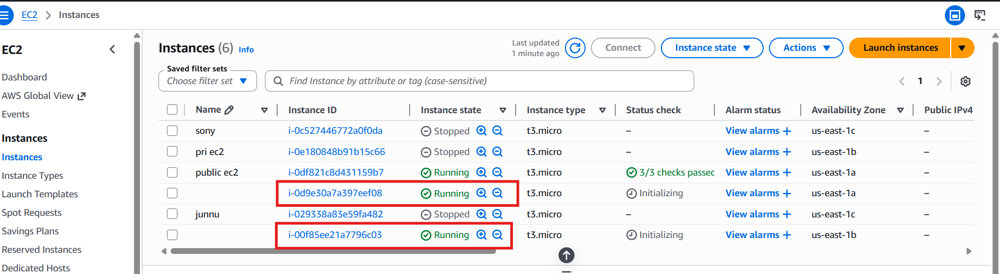 EC2 > Instances
EC2
Dashboard
AWS Global View
Events
Instances
Instances
Instance Types
Launch Templates
Spot Requests
Savings Plans
Reserved Instances
Dedicated Hosts
Instances (6) Info
Last updated
1 minute ago
Connect
Instance state
Actions
Launch instances
Saved filter sets
Choose filter set
Find Instance by attribute or tag (case-sensitive)
1
Name Instance ID Instance state Instance type Status check Alarm status Availability Zone Public IPv4
sony i-0c527446772a0f0da Stopped t3.micro – View alarms + us-east-1c –
pri ec2 i-0e180848b91b15c66 Stopped t3.micro – View alarms + us-east-1b –
public ec2 i-0df821c8d431159b7 Running t3.micro 3/3 checks passed View alarms + us-east-1a –
i-0d9e30a7a397eef08 Running t3.micro Initializing View alarms + us-east-1a –
junnu i-029338a83e59fa482 Stopped t3.micro – View alarms + us-east-1c –
i-00f85ee21a7796c03 Running t3.micro Initializing View alarms + us-east-1b –